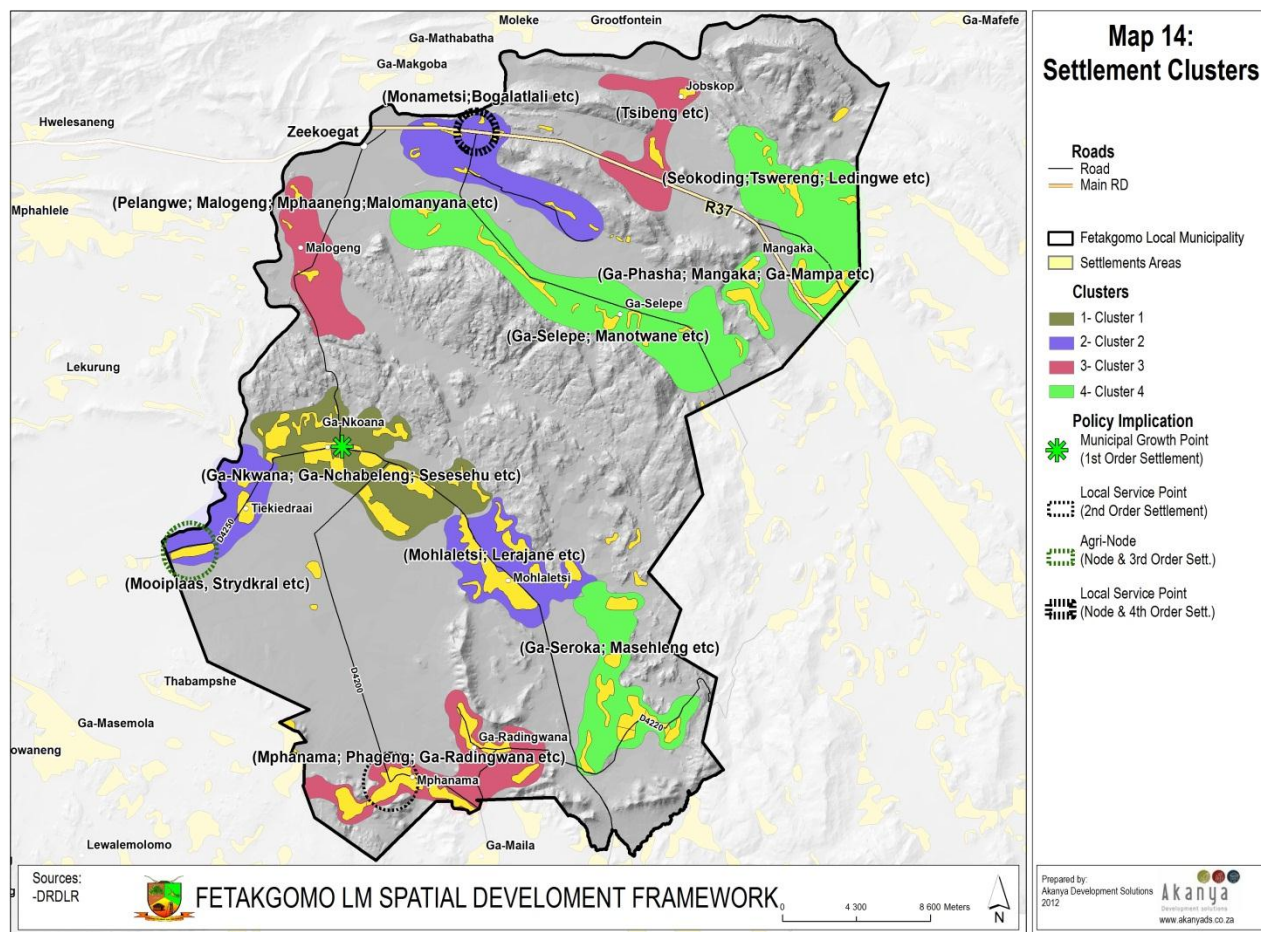 Moleke
Grootfontein
Ga-Mafefe
Ga-Mathabatha
Ga-Makgoba
Jobskop
(Monametsi;Bogalatlali etc)
(Tsibeng etc)
Hwelesaneng
Zeekoegat
(Seokoding;Tswereng; Ledingwe etc)
Mphahlele
(Pelangwe; Malogeng; Mphaaneng;Malomanyana etc)
R37
Malogeng
Mangaka
(Ga-Phasha; Mangaka; Ga-Mampa etc)
Ga-Selepe
(Ga-Selepe; Manotwane etc)
Lekurung
Ga-Nkoana
(Ga-Nkwana; Ga-Nchabeleng; Sesesehu etc)
Tiekiedraai
D4250
(Mohlaletsi; Lerajane etc)
Mohlaletsi
(Mooiplaas, Strydkral etc)
(Ga-Seroka; Masehleng etc)
Thabampshe
D4200
Ga-Masemola
D4220
owaneng
Ga-Radingwana
(Mphanama; Phageng; Ga-Radingwana etc)
Mphanama
Lewalemolomo
Ga-Maila
Sources:
-DRDLR
FETAKGOMO LM SPATIAL DEVELOMENT FRAMEWORK
0 4 300 8 600 Meters
N
Map 14:
Settlement Clusters
Roads
Road
Main RD
Fetakgomo Local Municipality
Settlements Areas
Clusters
1- Cluster 1
2- Cluster 2
3- Cluster 3
4- Cluster 4
Policy Implication
Municipal Growth Point
(1st Order Settlement)
Local Service Point
(2nd Order Settlement)
Agri-Node
(Node & 3rd Order Sett.)
Local Service Point
(Node & 4th Order Sett.)
Prepared by:
Akanya Development Solutions
2012
Akanya
Development solutions
www.akanyads.co.za